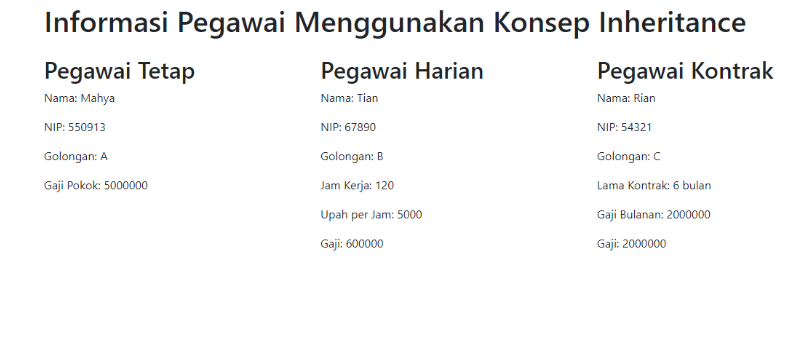 Informasi Pegawai Menggunakan Konsep Inheritance
Pegawai Tetap
Nama: Mahya
NIP: 550913
Golongan: A
Gaji Pokok: 5000000
Pegawai Harian
Nama: Tian
NIP: 67890
Golongan: B
Jam Kerja: 120
Upah per Jam: 5000
Gaji: 600000
Pegawai Kontrak
Nama: Rian
NIP: 54321
Golongan: C
Lama Kontrak: 6 bulan
Gaji Bulanan: 2000000
Gaji: 2000000